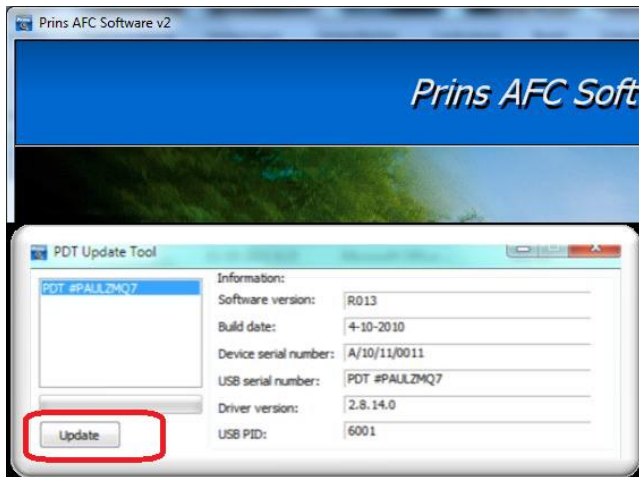 Prins AFC Software v2
Prins AFC Soft
PDT Update Tool
PDT #PAULZMQ7
Information:
Software version: R013
Build date: 4-10-2010
Device serial number: A/10/11/0011
USB serial number: PDT #PAULZMQ7
Driver version: 2.8.14.0
Update
USB PID: 6001